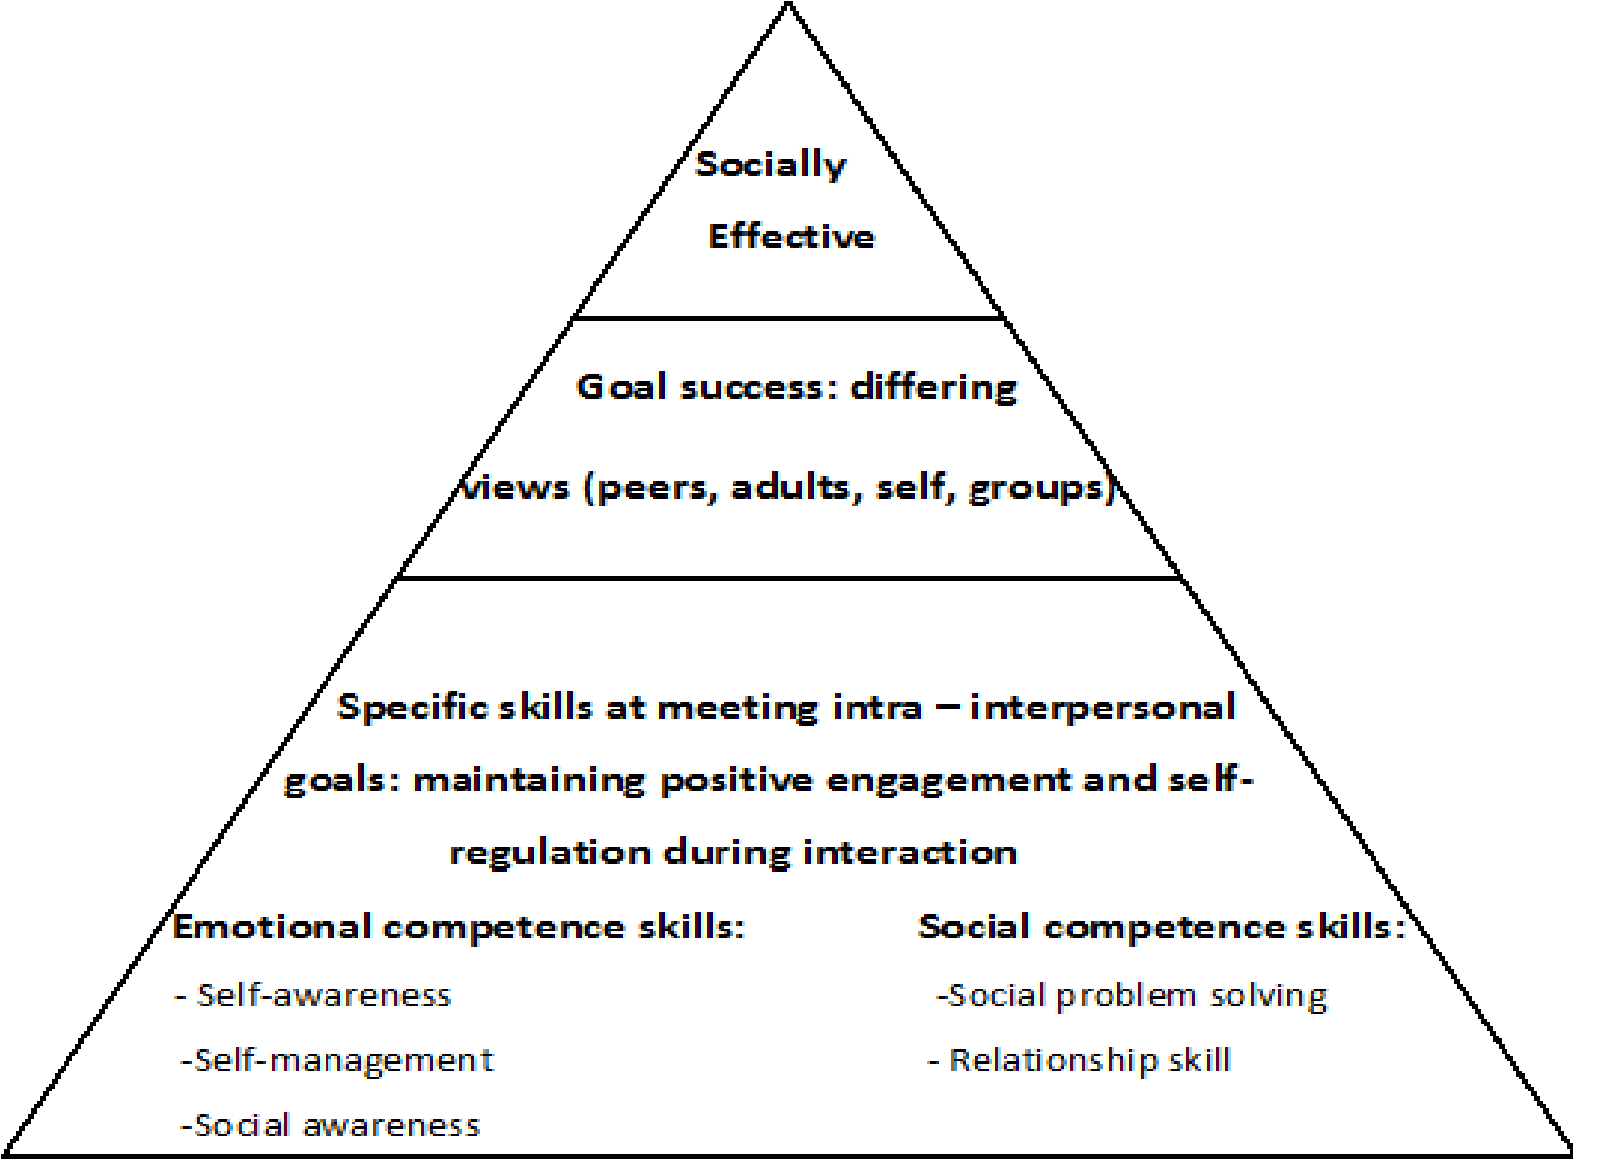 Socially
Effective
Goal success: differing
views (peers, adults, self, groups)
Specific skills at meeting intra – interpersonal
goals: maintaining positive engagement and self-
regulation during interaction
Emotional competence skills:
- Self-awareness
-Self-management
-Social awareness
Social competence skills:
-Social problem solving
- Relationship skill